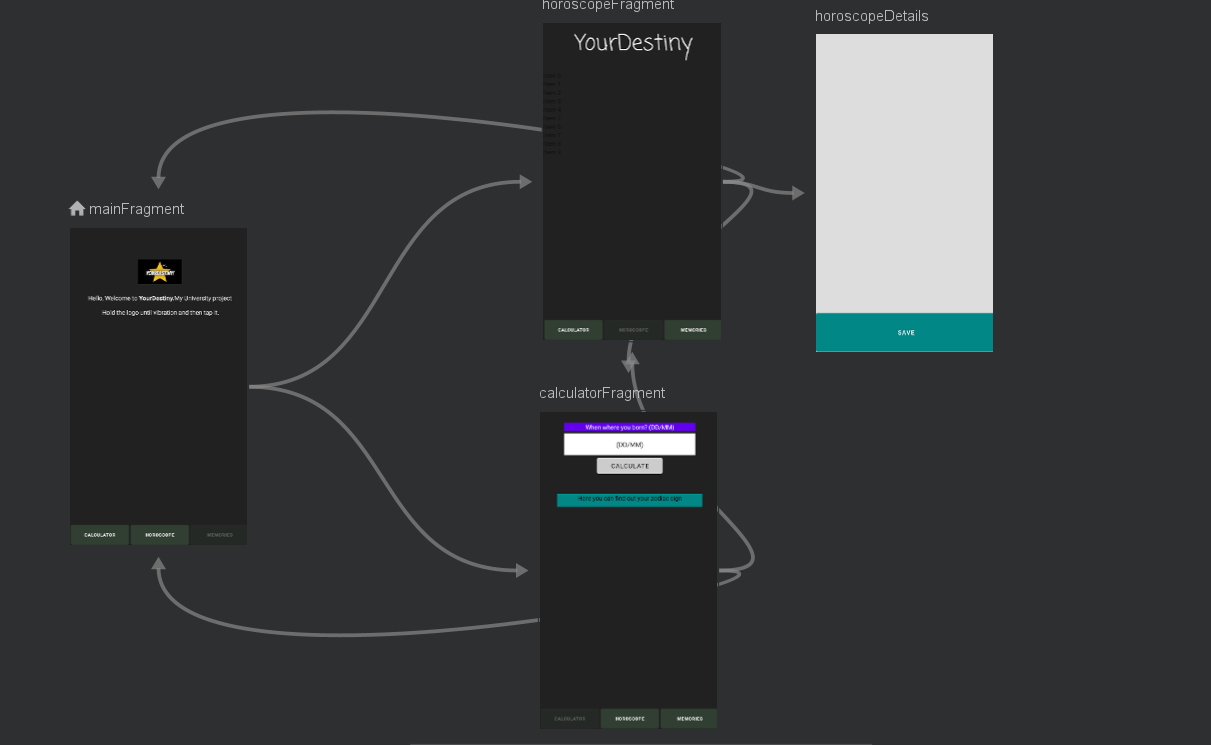 horoscopeFragment
YourDestiny
CALCULATOR
HOROSCOPE
MEMORIES
horoscopeDetails
SAVE
mainFragment
YOURDESTINY
Hello. Welcome to YourDestiny.My University project
Hold the logo until vibration and then tap it.
CALCULATOR
HOROSCOPE
MEMORIES
calculatorFragment
When where you born? (DD/MM)
(DD/MM)
CALCULATE
Here you can find out your zodiac sign
CALCULATOR
HOROSCOPE
MEMORIES